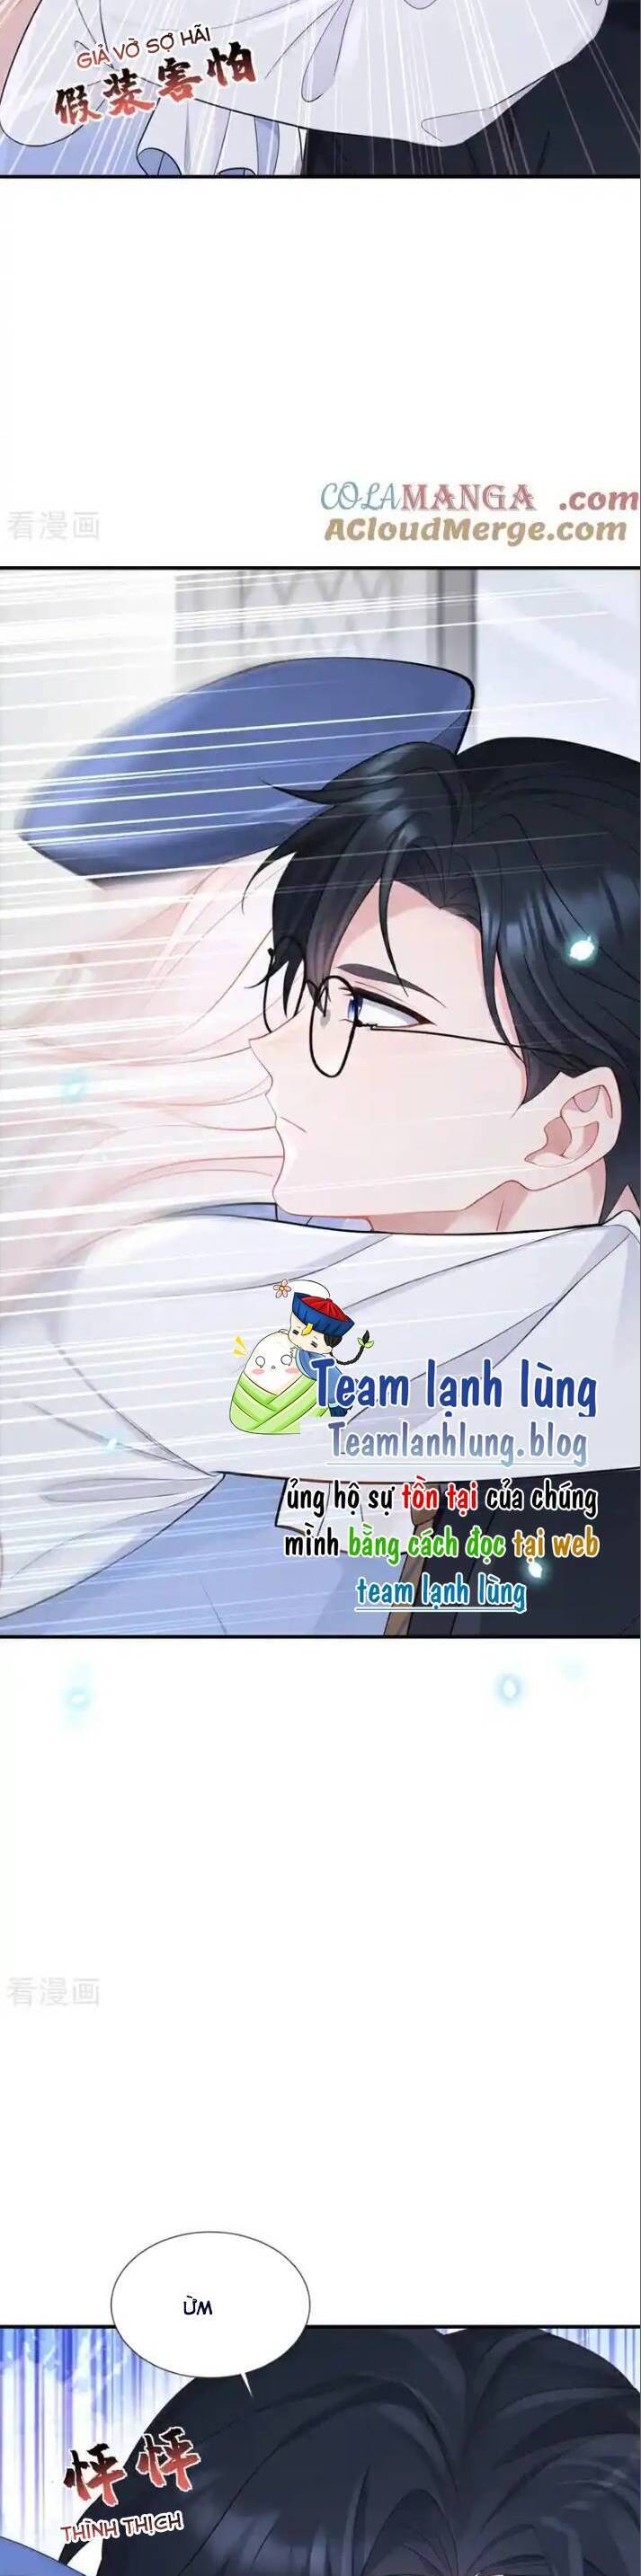 GIẢ VỜ SỢ HÃI
假装害怕
COLAMANGA.com
看漫画
ACloudMerge.com
Team lạnh lùng
Teamlanhlung.blog
ủng hộ sự tồn tại của chúng
mình bằng cách đọc tại web
team lạnh lùng
看漫画
ỪM
怦怦
THÌNH THỊCH